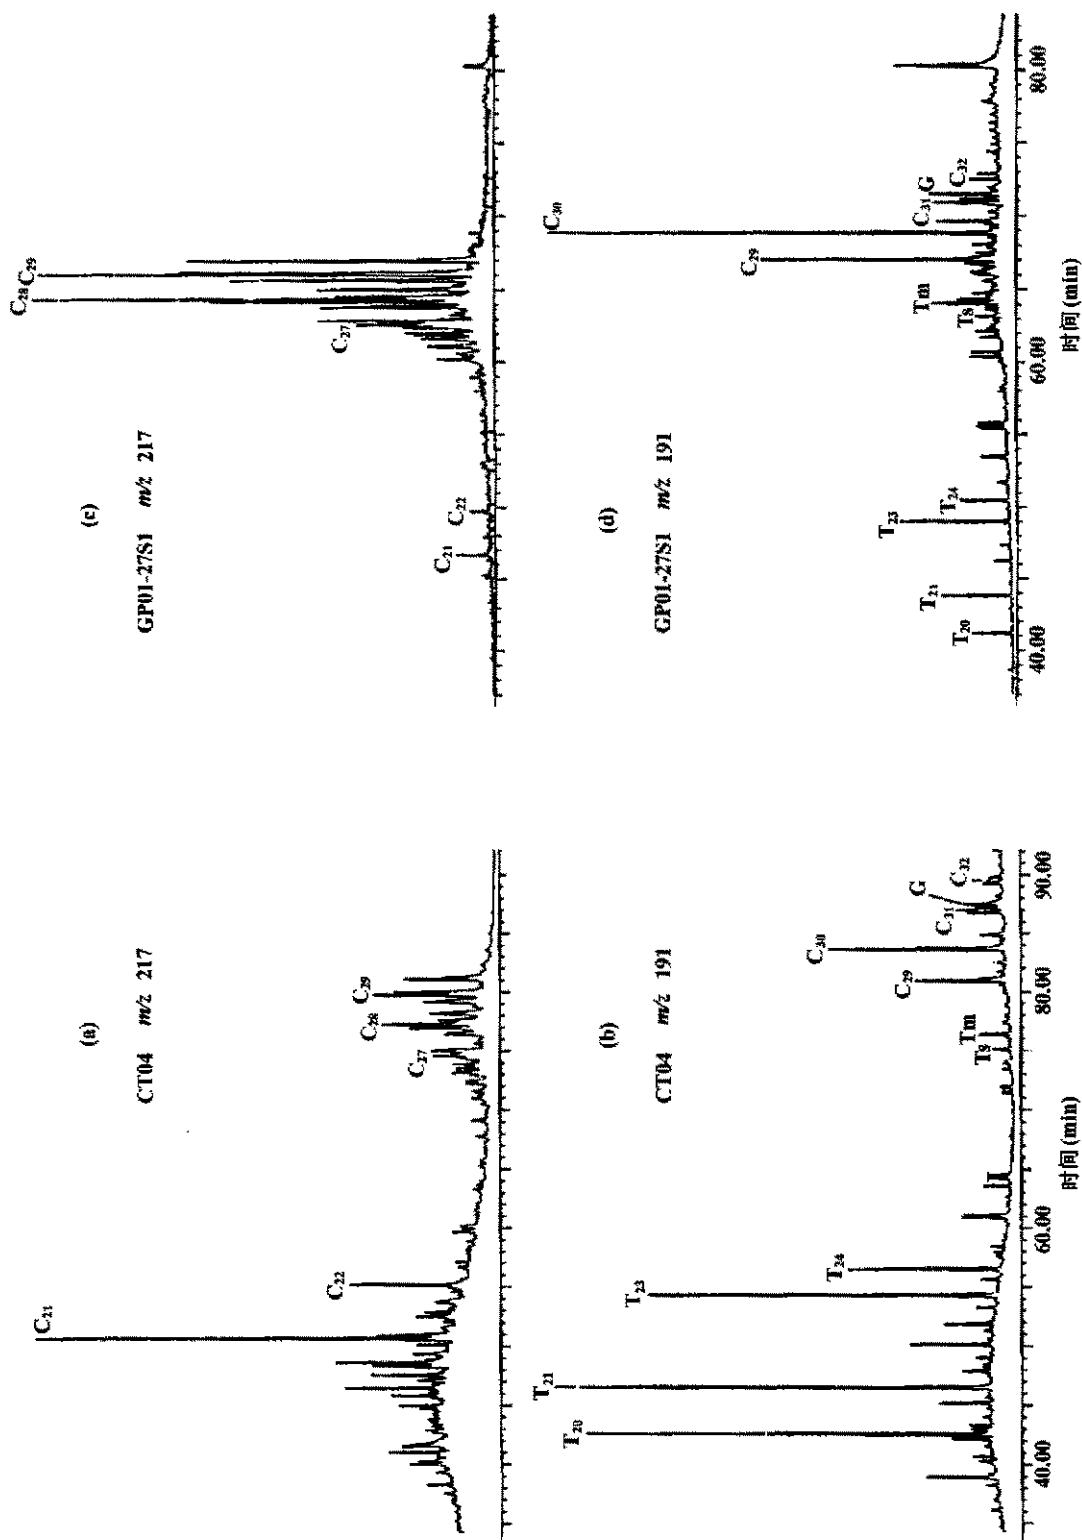 (a)
CT04 m/z 217
C₂₁
C₂₂
C₂₇
C₂₈
C₂₉
(b)
CT04 m/z 191
T₂₀
T₂₁
T₂₃
T₂₄
Ts
Tm
C₂₉
C₃₀
C₃₁
G
C₃₂
40.00
60.00
80.00
90.00
时间 (min)
(c)
GP01-27S1 m/z 217
C₂₁
C₂₂
C₂₇
C₂₈
C₂₉
(d)
GP01-27S1 m/z 191
T₂₀
T₂₁
T₂₃
T₂₄
Ts
Tm
C₂₉
C₃₀
C₃₁
G
C₃₂
40.00
60.00
80.00
时间 (min)